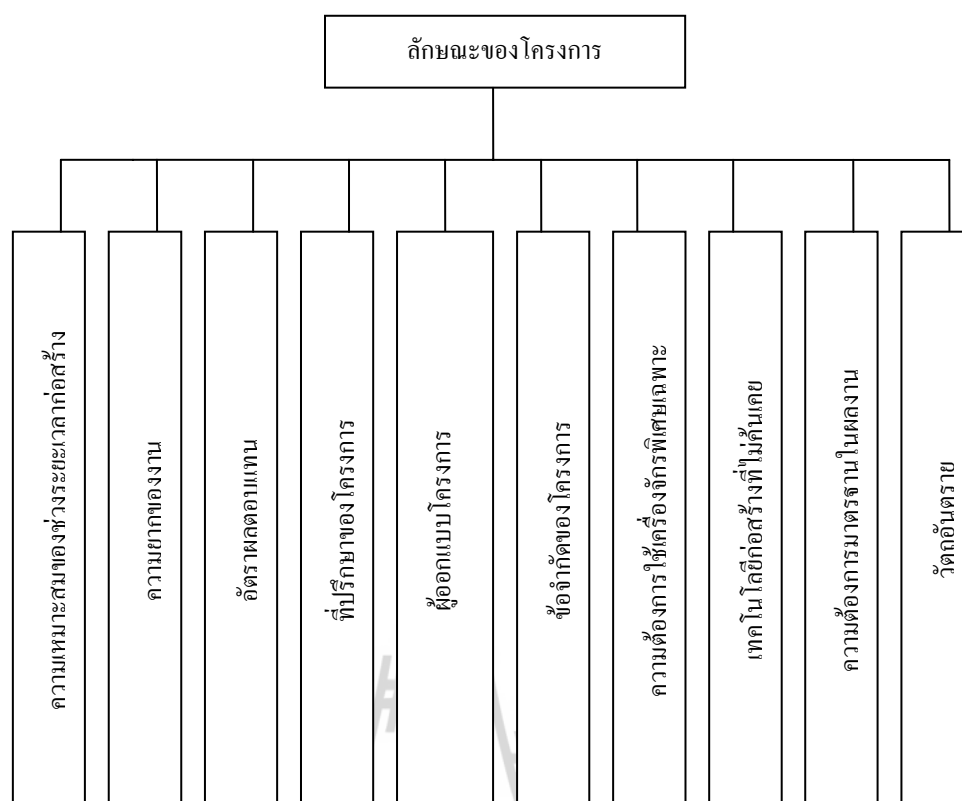 ลักษณะของโครงการ
ความเหมาะสมของช่วงระยะเวลาก่อสร้าง
ความยากของงาน
อัตราผลตอบแทน
ที่ปรึกษาของโครงการ
ผู้ออกแบบโครงการ
ข้อจำกัดของโครงการ
ความต้องการใช้เครื่องจักรพิเศษเฉพาะ
เทคโนโลยีก่อสร้างที่ไม่คุ้นเคย
ความต้องการมาตรฐานในผลงาน
วัตถุอันตราย